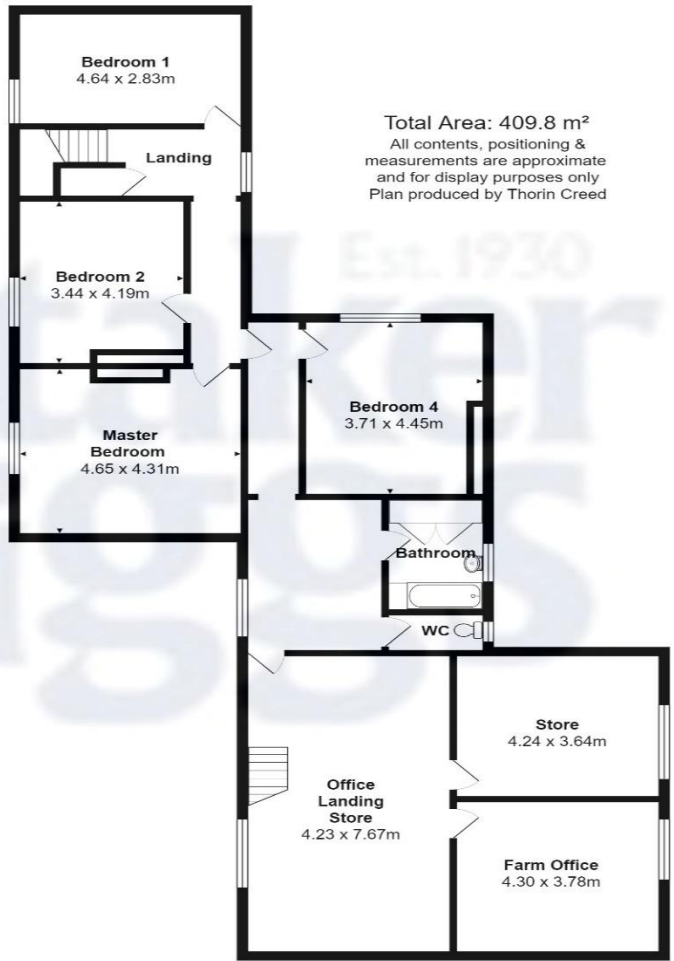 Bedroom 1
4.64 x 2.83m
Total Area: 409.8 m²
All contents, positioning &
measurements are approximate
and for display purposes only
Plan produced by Thorin Creed
Landing
Est. 1930
Bedroom 2
3.44 x 4.19m
taker
Bedroom 4
3.71 x 4.45m
Master
Bedroom
4.65 x 4.31m
ggs
Bathroom
WC
Store
4.24 x 3.64m
Office
Landing
Store
4.23 x 7.67m
Farm Office
4.30 x 3.78m